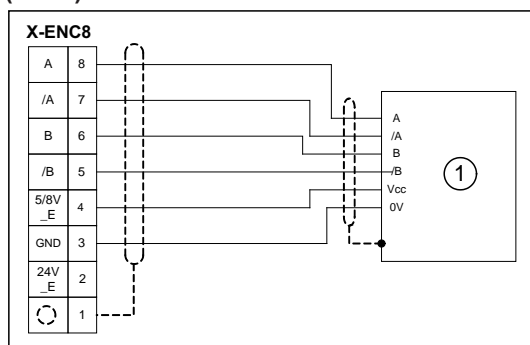 X-ENC8
A 8
/A 7
B 6
/B 5
5/8V
_E 4
GND 3
24V
_E 2
1
A
/A
B
/B
Vcc
0V
1